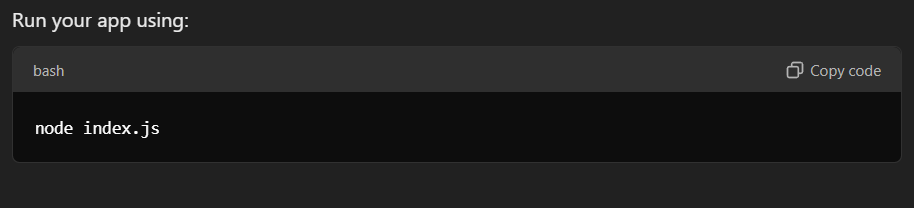 Run your app using:
bash
Copy code
node index.js